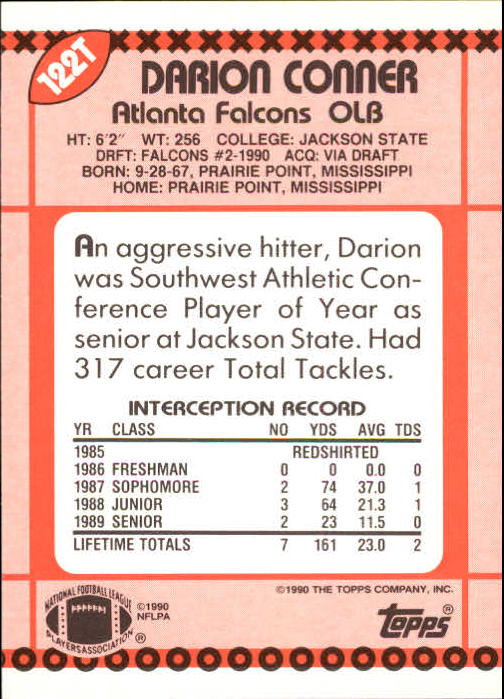 122T
DARION CONNER
Atlanta Falcons OLB
HT: 6'2" WT: 256 COLLEGE: JACKSON STATE
DRFT: FALCONS #2-1990 ACQ: VIA DRAFT
BORN: 9-28-67, PRAIRIE POINT, MISSISSIPPI
HOME: PRAIRIE POINT, MISSISSIPPI
An aggressive hitter, Darion
was Southwest Athletic Con-
ference Player of Year as
senior at Jackson State. Had
317 career Total Tackles.
INTERCEPTION RECORD
YR CLASS NO YDS AVG TDS
1985 REDSHIRTED
1986 FRESHMAN 0 0 0.0 0
1987 SOPHOMORE 2 74 37.0 1
1988 JUNIOR 3 64 21.3 1
1989 SENIOR 2 23 11.5 0
LIFETIME TOTALS 7 161 23.0 2
©1990 THE TOPPS COMPANY, INC.
NATIONAL FOOTBALL LEAGUE
PLAYERS ASSOCIATION ®
©1990
NFLPA
topps ®